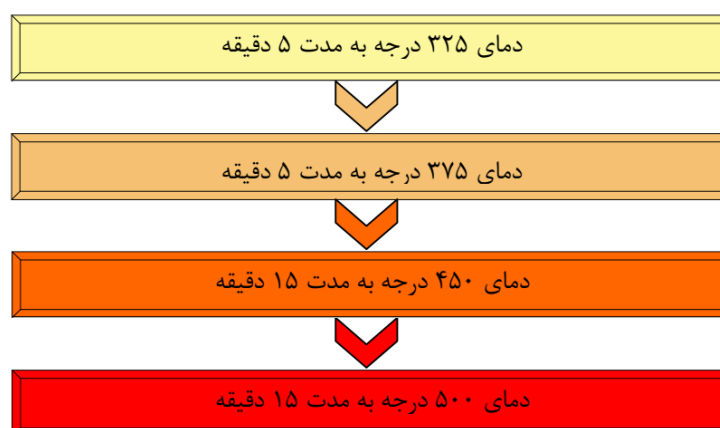 دمای ۳۲۵ درجه به مدت ۵ دقیقه
دمای ۳۷۵ درجه به مدت ۵ دقیقه
دمای ۴۵۰ درجه به مدت ۱۵ دقیقه
دمای ۵۰۰ درجه به مدت ۱۵ دقیقه